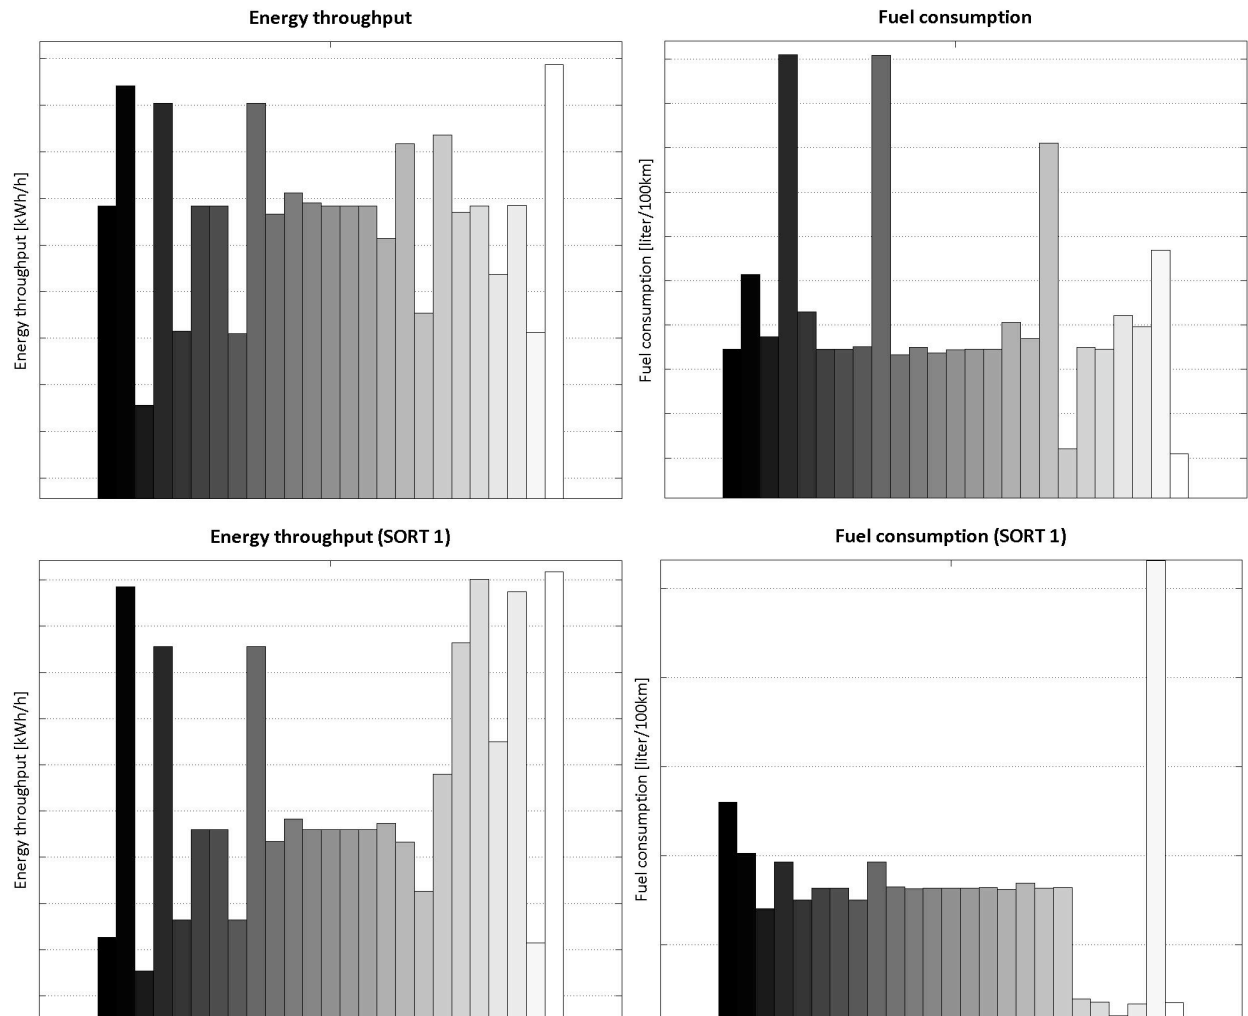 Energy throughput
Fuel consumption
Energy throughput [kWh/h]
Fuel consumption [liter/100km]
Energy throughput (SORT 1)
Fuel consumption (SORT 1)
Energy throughput [kWh/h]
Fuel consumption [liter/100km]